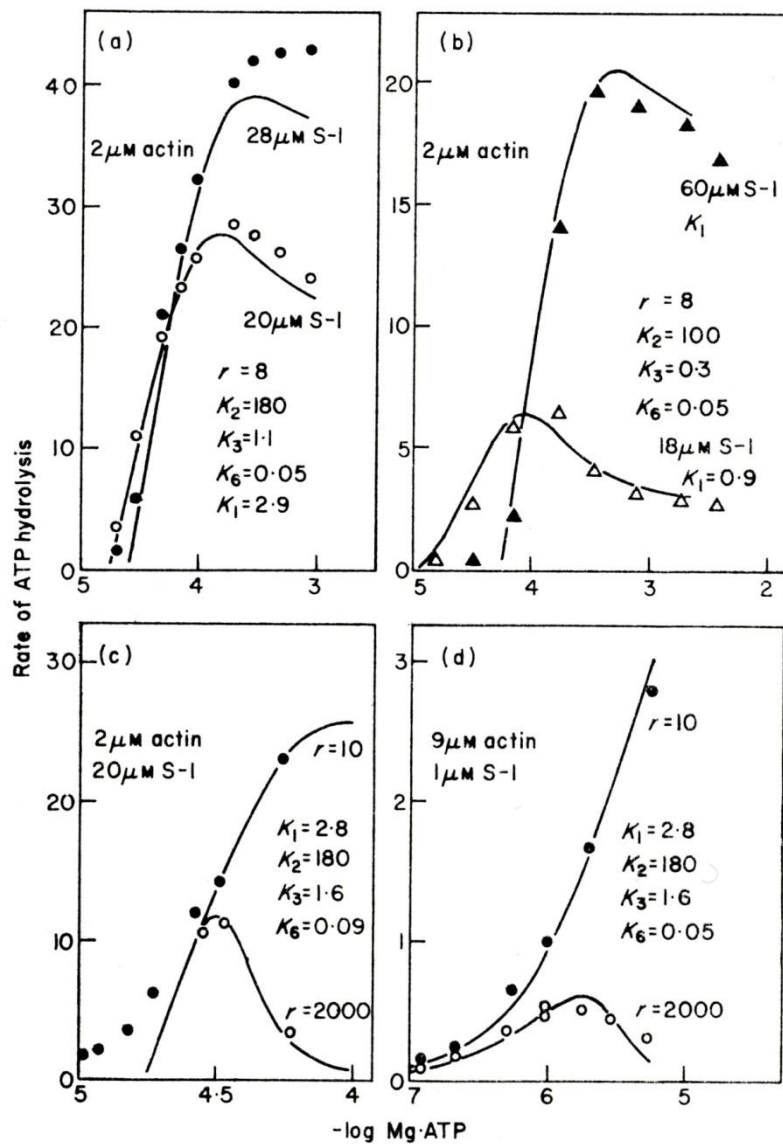 Rate of ATP hydrolysis
(a)
40
30
20
10
0
2μM actin
28μM S-1
20μM S-1
r = 8
K₂=180
K₃=1·1
K₆=0·05
K₁=2·9
5 4 3
(b)
20
15
10
5
0
2μM actin
60μM S-1
K₁
r = 8
K₂=100
K₃=0·3
K₆=0·05
18μM S-1
K₁=0·9
5 4 3 2
(c)
30
20
10
0
2μM actin
20μM S-1
r=10
K₁=2·8
K₂=180
K₃=1·6
K₆=0·09
r=2000
5 4·5 4
(d)
3
2
1
0
9μM actin
1μM S-1
r=10
K₁=2·8
K₂=180
K₃=1·6
K₆=0·05
r=2000
7 6 5
-log Mg·ATP